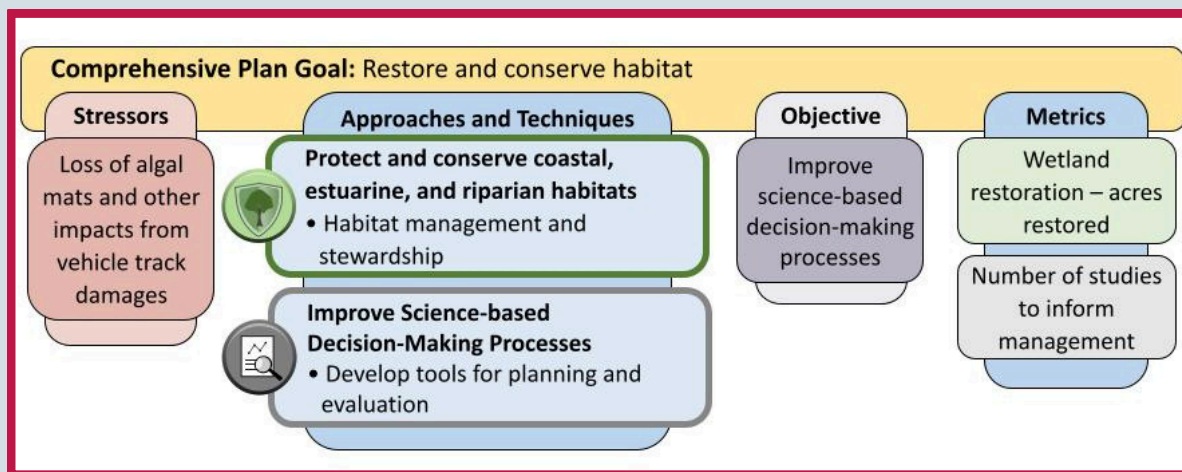 Comprehensive Plan Goal: Restore and conserve habitat
Stressors
Loss of algal
mats and other
impacts from
vehicle track
damages
Approaches and Techniques
Protect and conserve coastal,
estuarine, and riparian habitats
• Habitat management and
stewardship
Improve Science-based
Decision-Making Processes
• Develop tools for planning and
evaluation
Objective
Improve
science-based
decision-making
processes
Metrics
Wetland
restoration – acres
restored
Number of studies
to inform
management